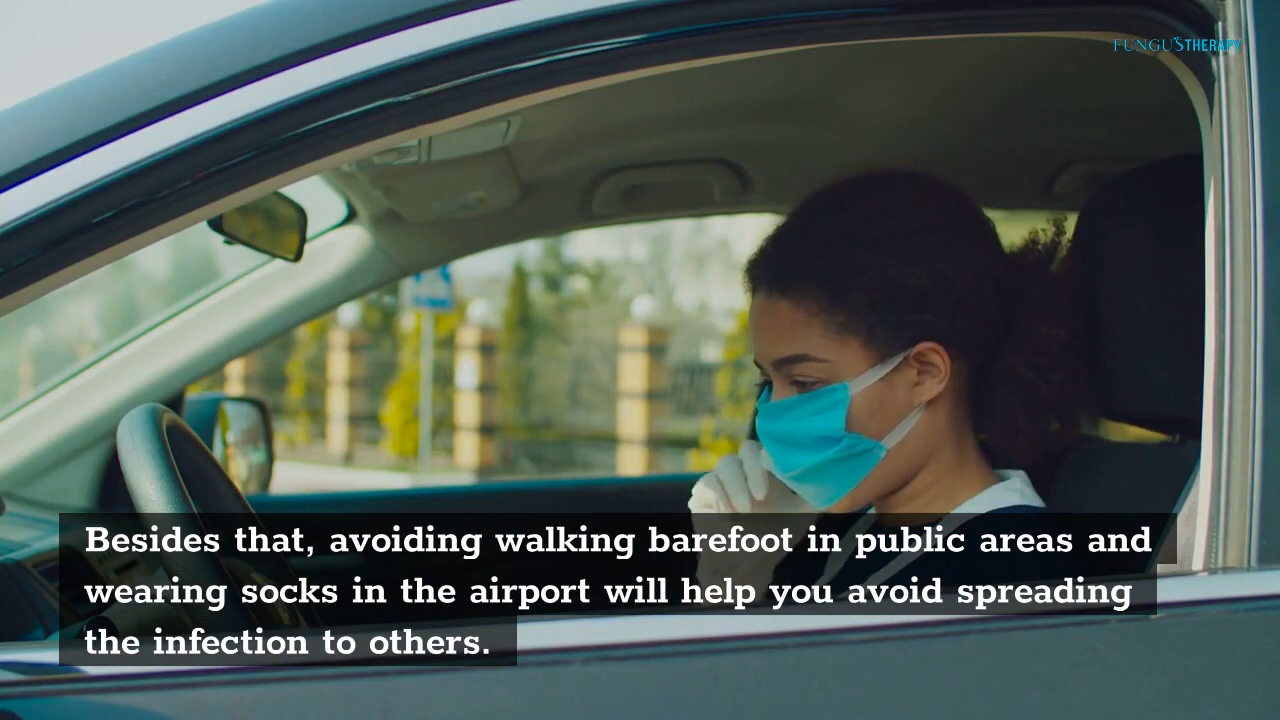 FUNGUSTHERAPY
Besides that, avoiding walking barefoot in public areas and
wearing socks in the airport will help you avoid spreading
the infection to others.